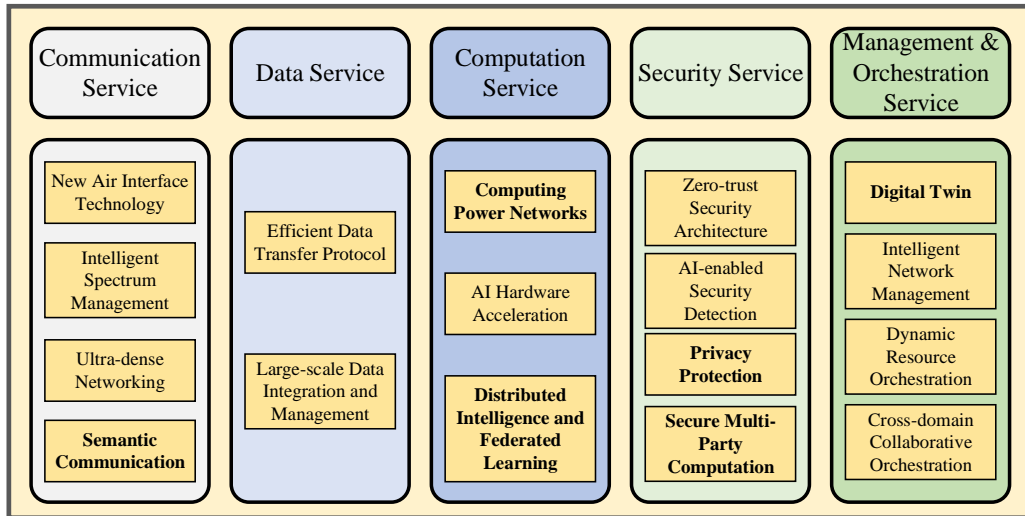 Communication
Service
Data Service
Computation
Service
Security Service
Management &
Orchestration
Service
New Air Interface
Technology
Intelligent
Spectrum
Management
Ultra-dense
Networking
Semantic
Communication
Efficient Data
Transfer Protocol
Large-scale Data
Integration and
Management
Computing
Power Networks
AI Hardware
Acceleration
Distributed
Intelligence and
Federated
Learning
Zero-trust
Security
Architecture
AI-enabled
Security
Detection
Privacy
Protection
Secure Multi-
Party
Computation
Digital Twin
Intelligent
Network
Management
Dynamic
Resource
Orchestration
Cross-domain
Collaborative
Orchestration